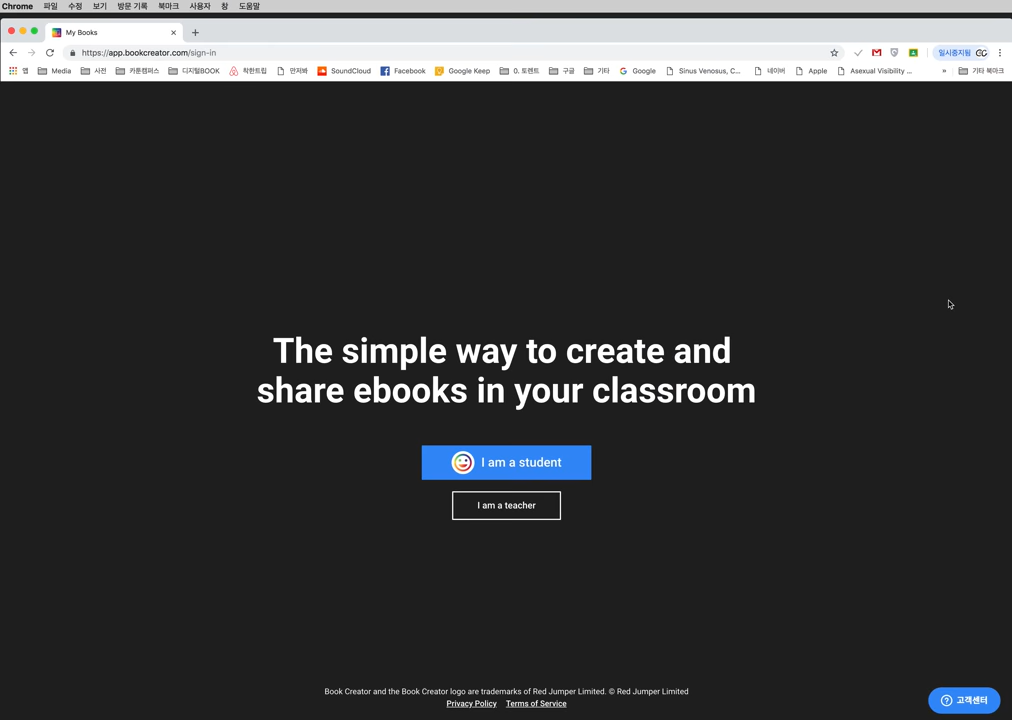 Chrome 파일 수정 보기 방문 기록 북마크 사용자 창 도움말
My Books
https://app.bookcreator.com/sign-in
일시중지됨
앱 Media 사전 카툰캠퍼스 디지털BOOK 착한트립 만저봐 SoundCloud Facebook Google Keep 0. 토렌트 구글 기타 Google Sinus Venosus, C... 네이버 Apple Asexual Visibility ... » 기타 북마크
The simple way to create and
share ebooks in your classroom
I am a student
I am a teacher
Book Creator and the Book Creator logo are trademarks of Red Jumper Limited. © Red Jumper Limited
Privacy Policy Terms of Service
고객센터